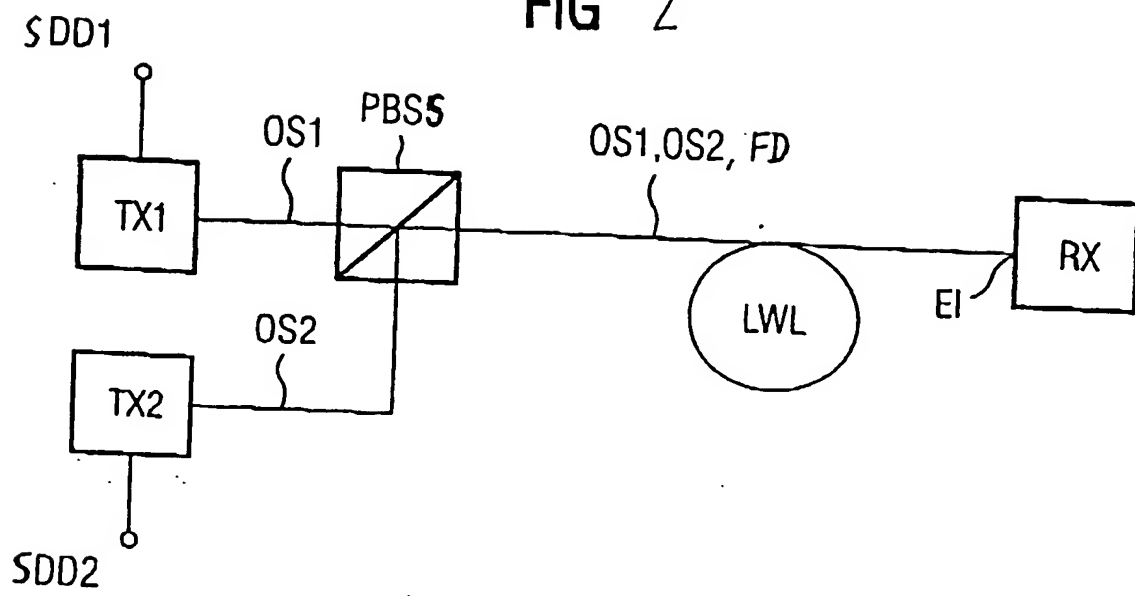 FIG 2
SDD1
PBS5
OS1
OS1,OS2, FD
TX1
RX
EI
LWL
OS2
TX2
SDD2